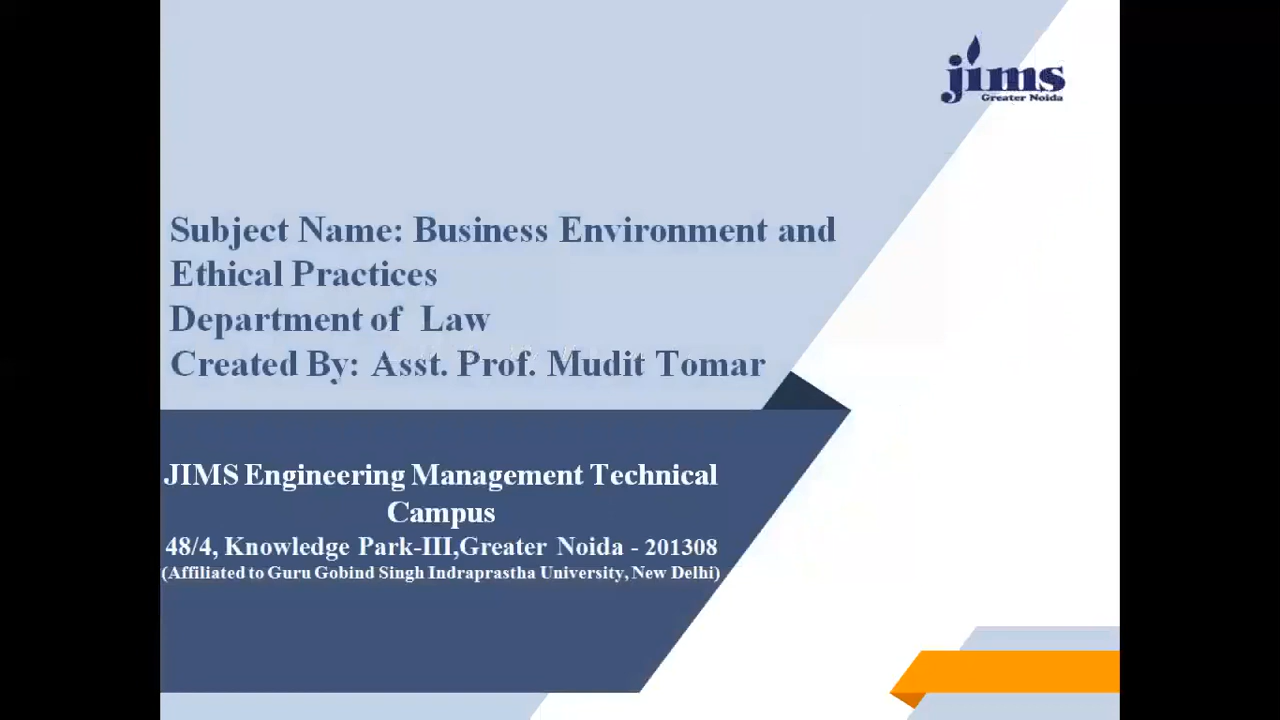 jims
Greater Noida
Subject Name: Business Environment and
Ethical Practices
Department of Law
Created By: Asst. Prof. Mudit Tomar
JIMS Engineering Management Technical
Campus
48/4, Knowledge Park-III,Greater Noida - 201308
(Affiliated to Guru Gobind Singh Indraprastha University, New Delhi)